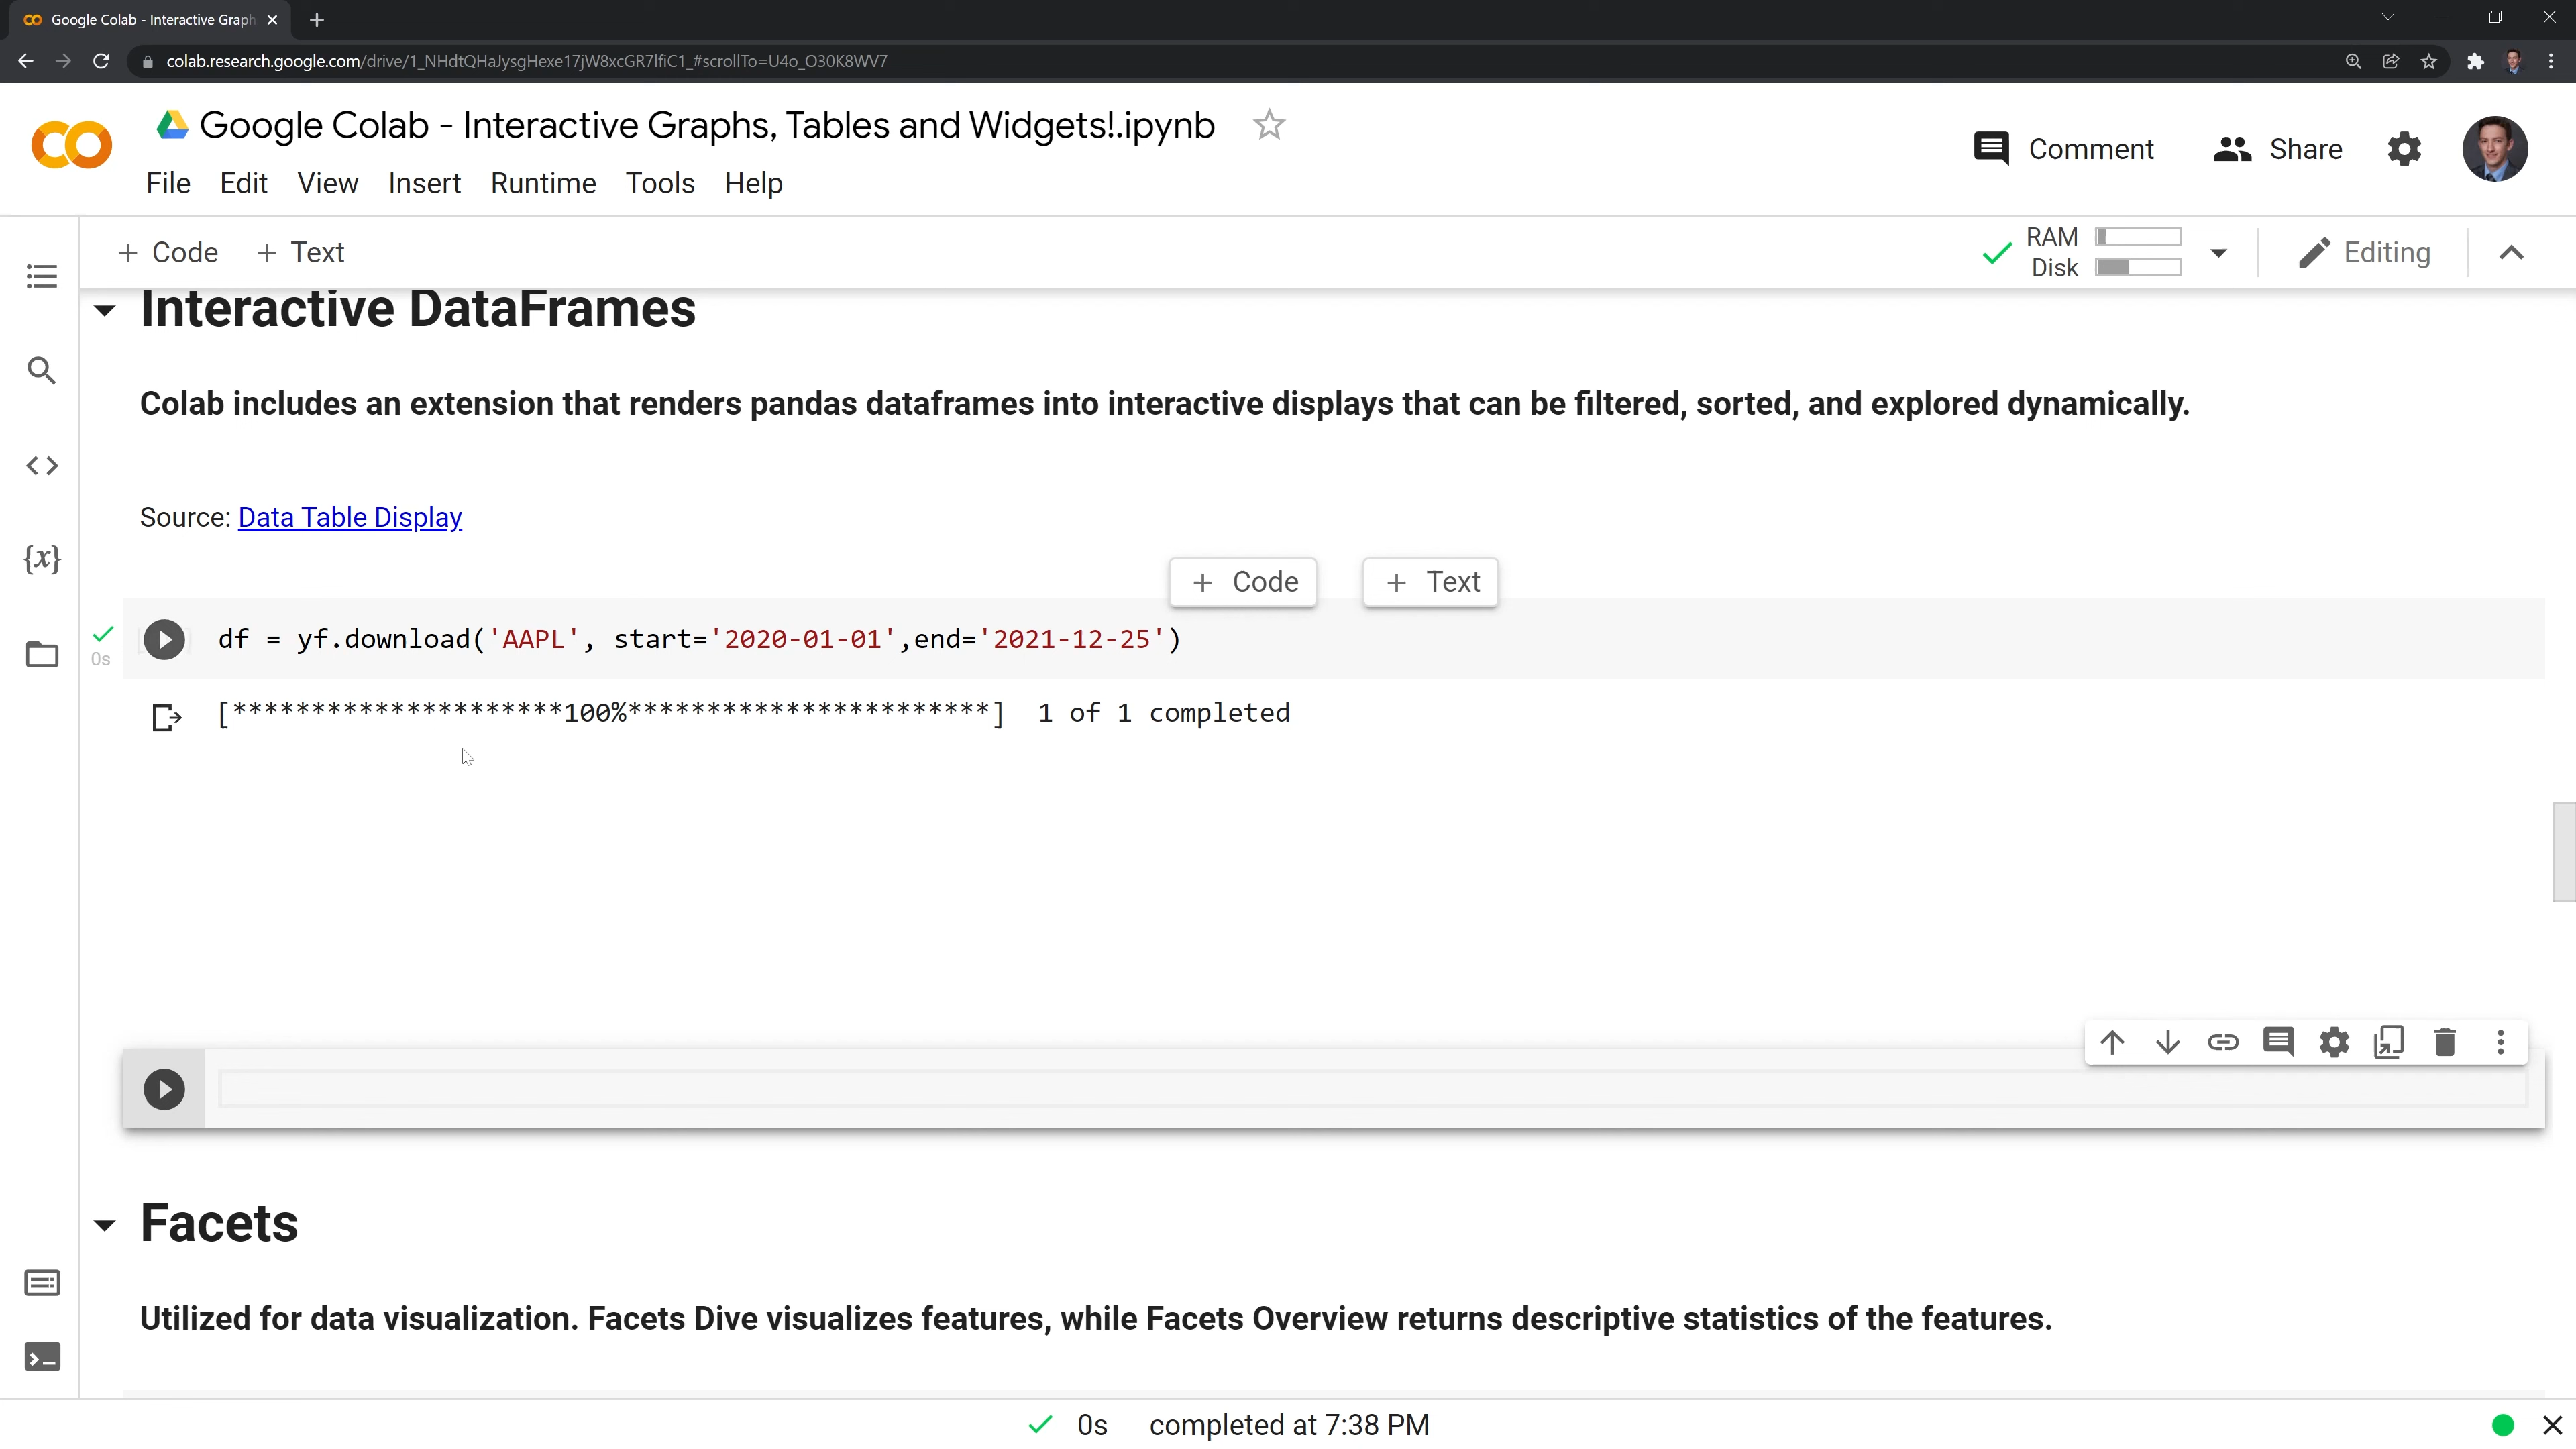 Google Colab - Interactive Graph
colab.research.google.com/drive/1_NHdtQHaJysgHexe17jW8xcGR7lfiC1_#scrollTo=U4o_O30K8WV7
Google Colab - Interactive Graphs, Tables and Widgets!.ipynb
Comment
Share
File Edit View Insert Runtime Tools Help
+ Code + Text
RAM
Disk
Editing
Interactive DataFrames
Colab includes an extension that renders pandas dataframes into interactive displays that can be filtered, sorted, and explored dynamically.
{x}
Source: Data Table Display
+ Code + Text
0s
df = yf.download('AAPL', start='2020-01-01',end='2021-12-25')
[*********************100%***********************] 1 of 1 completed
Facets
Utilized for data visualization. Facets Dive visualizes features, while Facets Overview returns descriptive statistics of the features.
0s completed at 7:38 PM